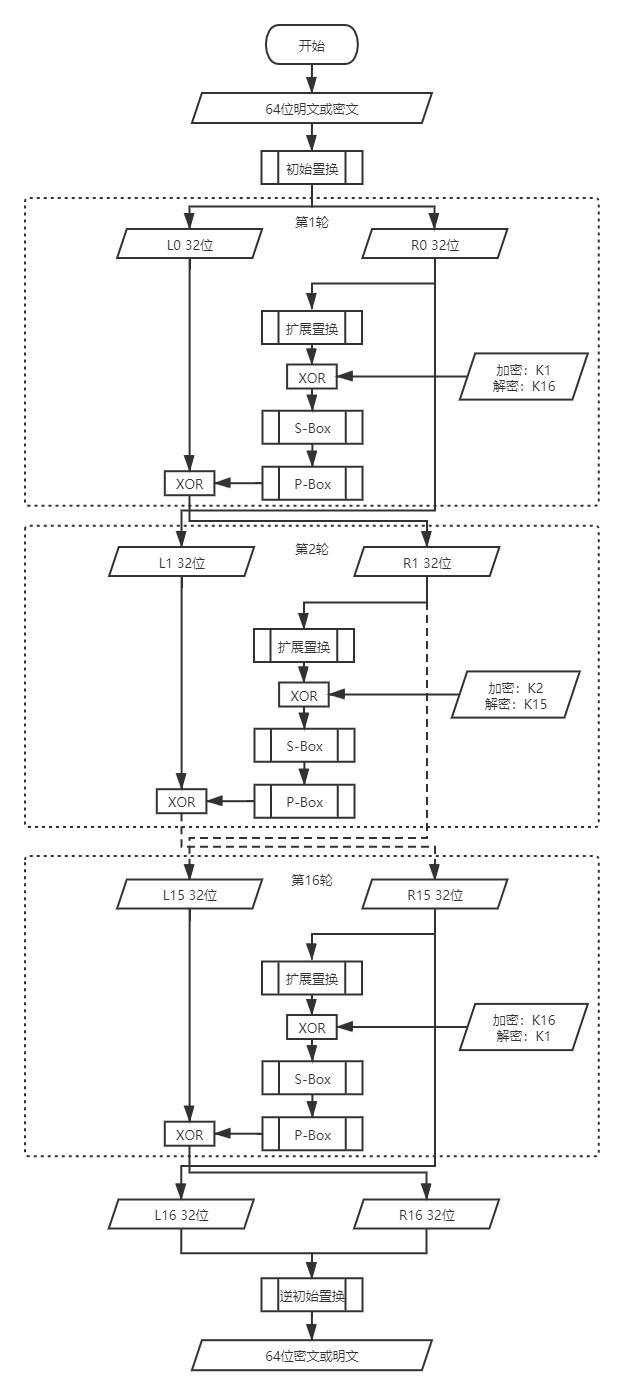 开始
64位明文或密文
初始置换
第1轮
L0 32位
R0 32位
扩展置换
XOR
加密：K1
解密：K16
S-Box
XOR
P-Box
第2轮
L1 32位
R1 32位
扩展置换
XOR
加密：K2
解密：K15
S-Box
XOR
P-Box
第16轮
L15 32位
R15 32位
扩展置换
XOR
加密：K16
解密：K1
S-Box
XOR
P-Box
L16 32位
R16 32位
逆初始置换
64位密文或明文